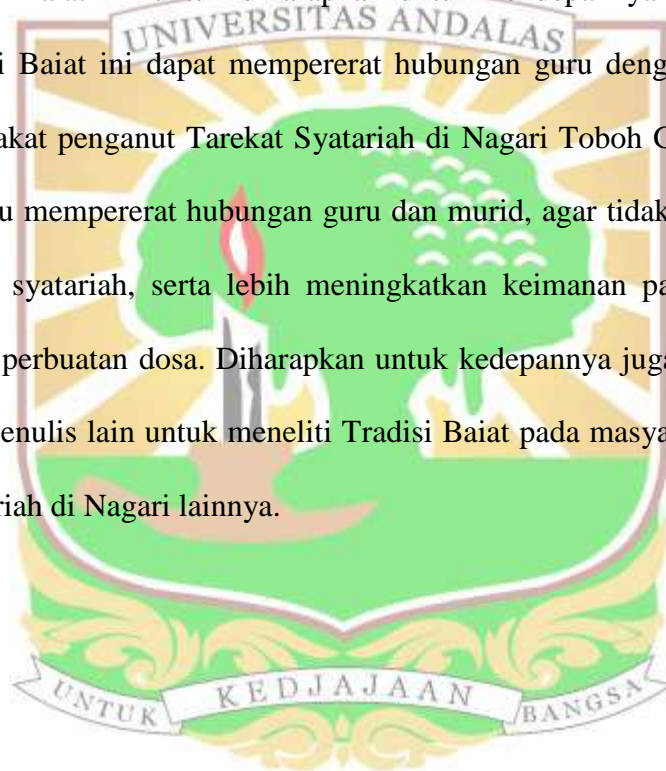 UNIVERSITAS ANDALAS
i Baiat ini dapat mempererat hubungan guru deng
akat penganut Tarekat Syatariah di Nagari Toboh
u mempererat hubungan guru dan murid, agar tidak
syatariah, serta lebih meningkatkan keimanan pa
perbuatan dosa. Diharapkan untuk kedepannya juga
enulis lain untuk meneliti Tradisi Baiat pada masya
riah di Nagari lainnya.
UNTUK KEDJAJAAN BANGSA